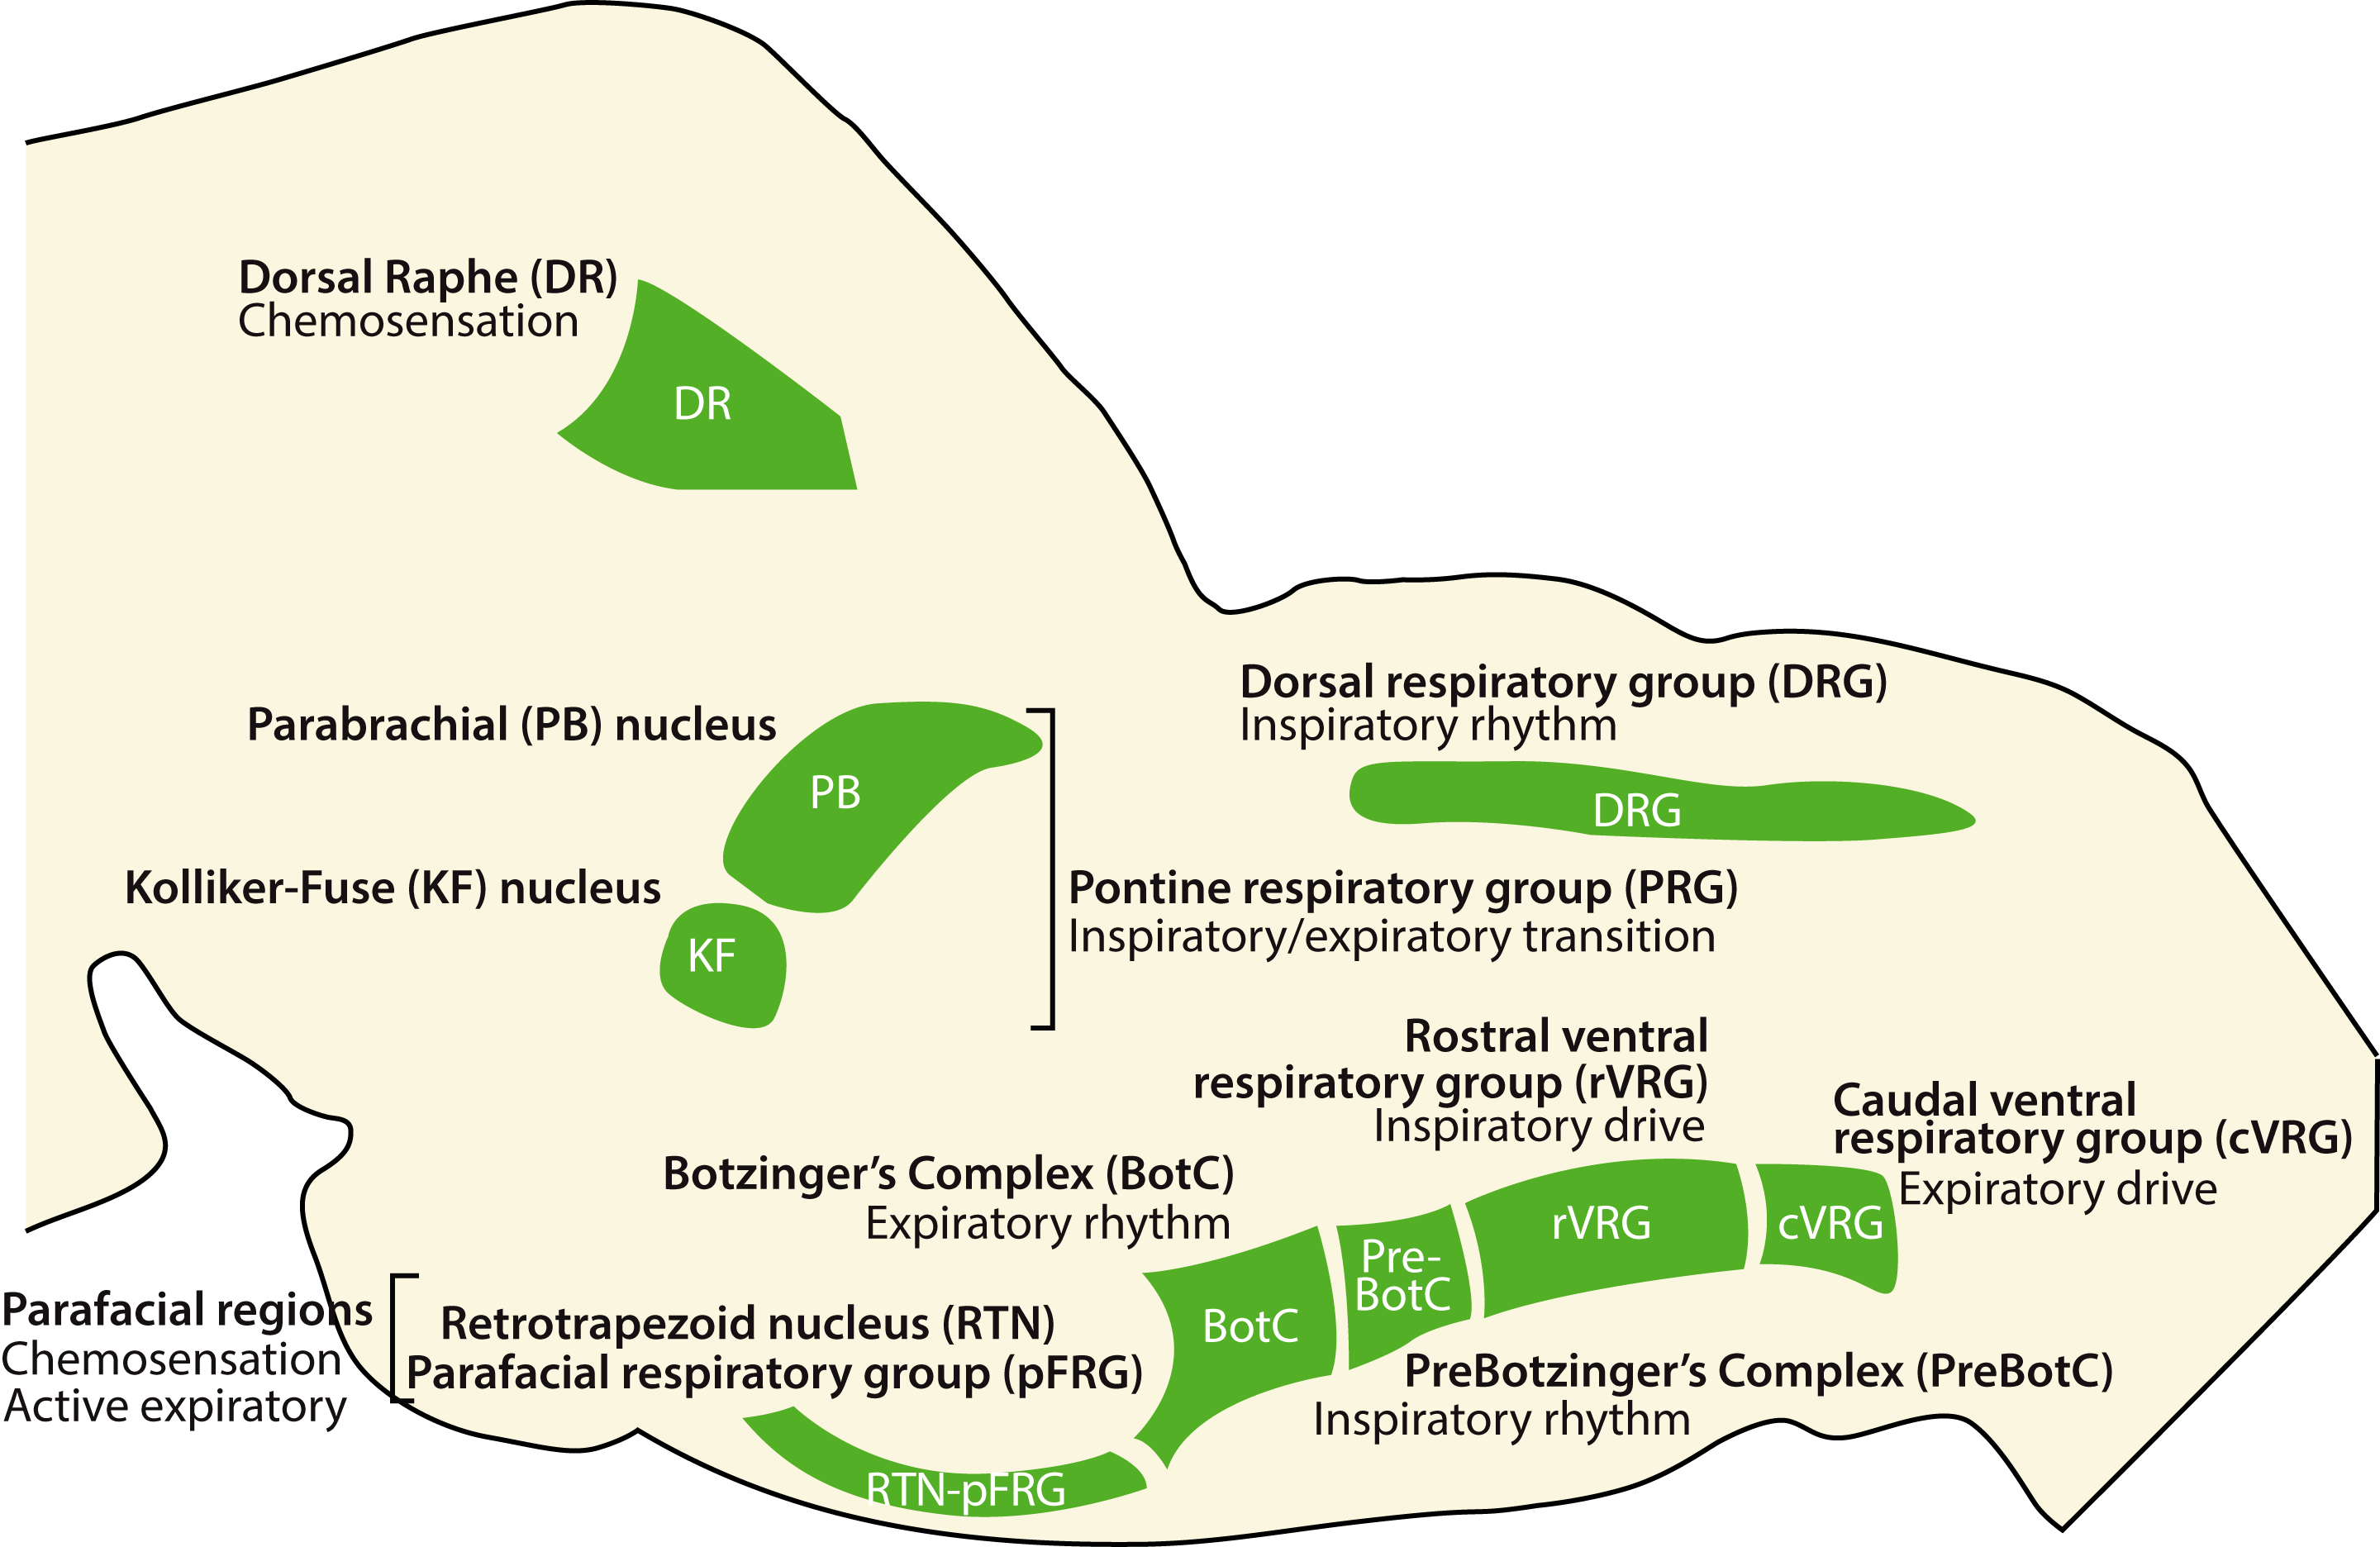 Dorsal Raphe (DR)
Chemosensation
DR
Parabrachial (PB) nucleus
PB
Kolliker-Fuse (KF) nucleus
KF
Dorsal respiratory group (DRG)
Inspiratory rhythm
DRG
Pontine respiratory group (PRG)
Inspiratory/expiratory transition
Rostral ventral
respiratory group (rVRG)
Inspiratory drive
rVRG
Caudal ventral
respiratory group (cVRG)
Expiratory drive
cVRG
Botzinger’s Complex (BotC)
Expiratory rhythm
BotC
Pre-
BotC
PreBotzinger’s Complex (PreBotC)
Inspiratory rhythm
Parafacial regions
Chemosensation
Active expiratory
Retrotrapezoid nucleus (RTN)
Parafacial respiratory group (pFRG)
RTN-pFRG